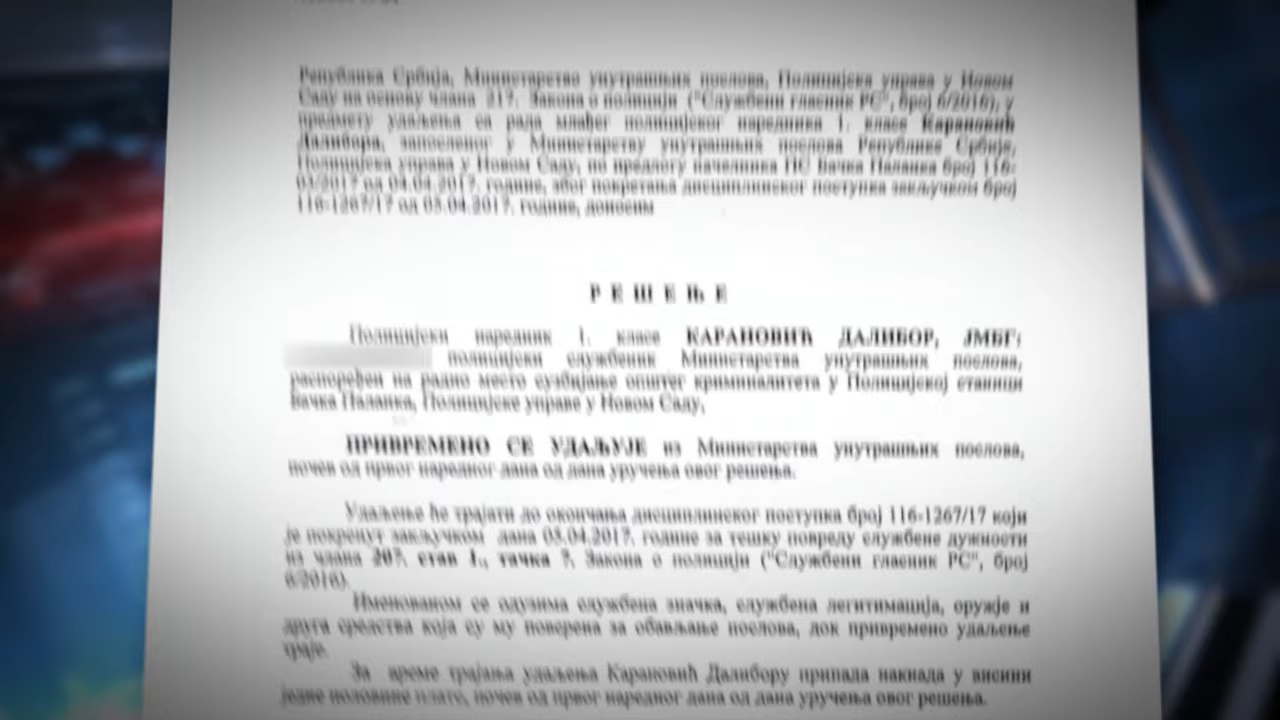 Република Србија, Министарство унутрашњих послова, Полицијска управа у Новом
Саду на основу члана 217. Закона о полицији ("Службени гласник РС", број 6/2016), у
предмету удаљења са рада млађег полицијског наредника 1. класе Карановић
Далибора, запосленог у Министарству унутрашњих послова Републике Србије,
Полицијска управа у Новом Саду, по предлогу начелника ПС Бачка Паланка број 116-
/2017 од 04.04.2017. године, због покретања дисциплинског поступка закључком број
116-1267/17 од 05.04.2017. године, доносим
Р Е Ш Е Њ Е
Полицијски наредник 1. класе КАРАНОВИЋ ДАЛИБОР, ЈМБГ:
полицијски службеник Министарства унутрашњих послова,
распоређен на радно место сузбијање општег криминалитета у Полицијској станици
Бачка Паланка, Полицијске управе у Новом Саду,
ПРИВРЕМЕНО СЕ УДАЉУЈЕ из Министарства унутрашњих послова,
почев од првог наредног дана од дана уручења овог решења.
Удаљење ће трајати до окончања дисциплинског поступка број 116-1267/17 који
је покренут закључком дана 05.04.2017. године за тешку повреду службене дужности
из члана 207. став 1., тачка 7. Закона о полицији ("Службени гласник РС", број
6/2016).
Именованом се одузима службена значка, службена легитимација, оружје и
друга средства која су му поверена за обављање послова, док привремено удаљење
траје.
За време трајања удаљења Карановић Далибору припада накнада у висини
једне половине плате, почев од првог наредног дана од дана уручења овог решења.